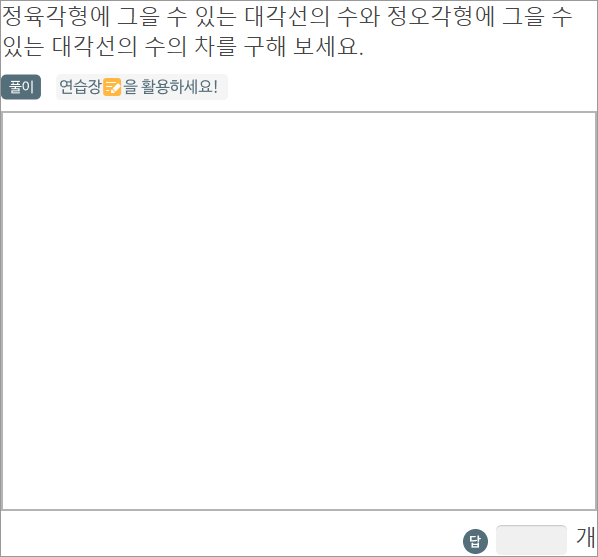 정육각형에 그을 수 있는 대각선의 수와 정오각형에 그을 수
있는 대각선의 수의 차를 구해 보세요.
풀이 연습장을 활용하세요!
답 개